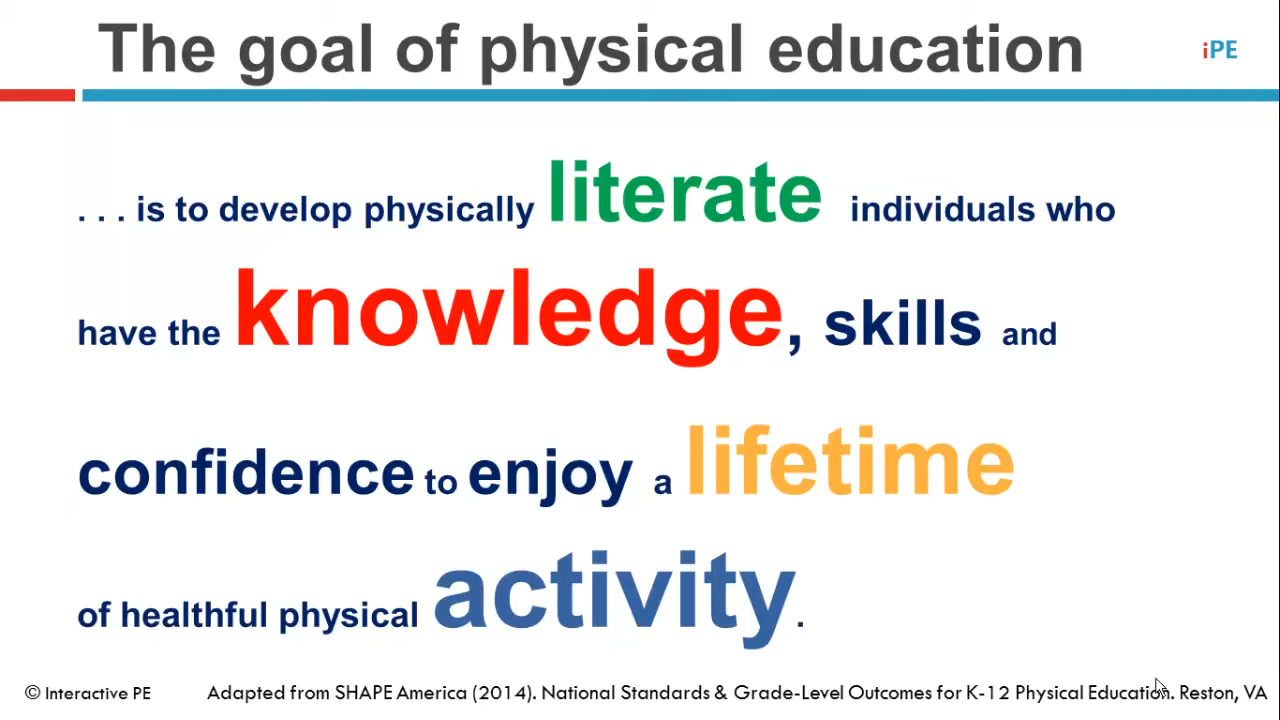 The goal of physical education
iPE
. . . is to develop physically literate individuals who
have the knowledge, skills and
confidence to enjoy a lifetime
of healthful physical activity.
© Interactive PE
Adapted from SHAPE America (2014). National Standards & Grade-Level Outcomes for K-12 Physical Education. Reston, VA